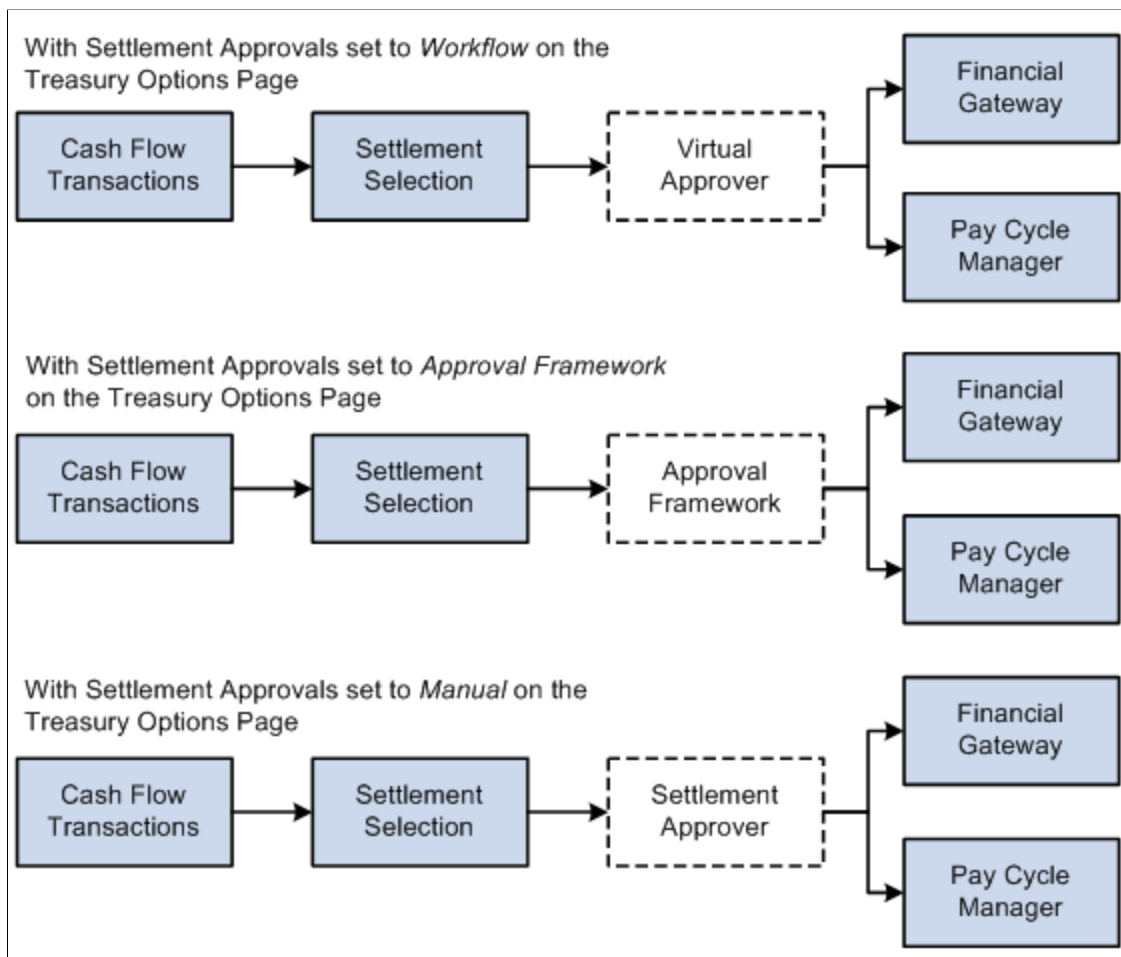 With Settlement Approvals set to Workflow on the
Treasury Options Page
Cash Flow
Transactions
Settlement
Selection
Virtual
Approver
Financial
Gateway
Pay Cycle
Manager
With Settlement Approvals set to Approval Framework
on the Treasury Options Page
Cash Flow
Transactions
Settlement
Selection
Approval
Framework
Financial
Gateway
Pay Cycle
Manager
With Settlement Approvals set to Manual on the
Treasury Options Page
Cash Flow
Transactions
Settlement
Selection
Settlement
Approver
Financial
Gateway
Pay Cycle
Manager